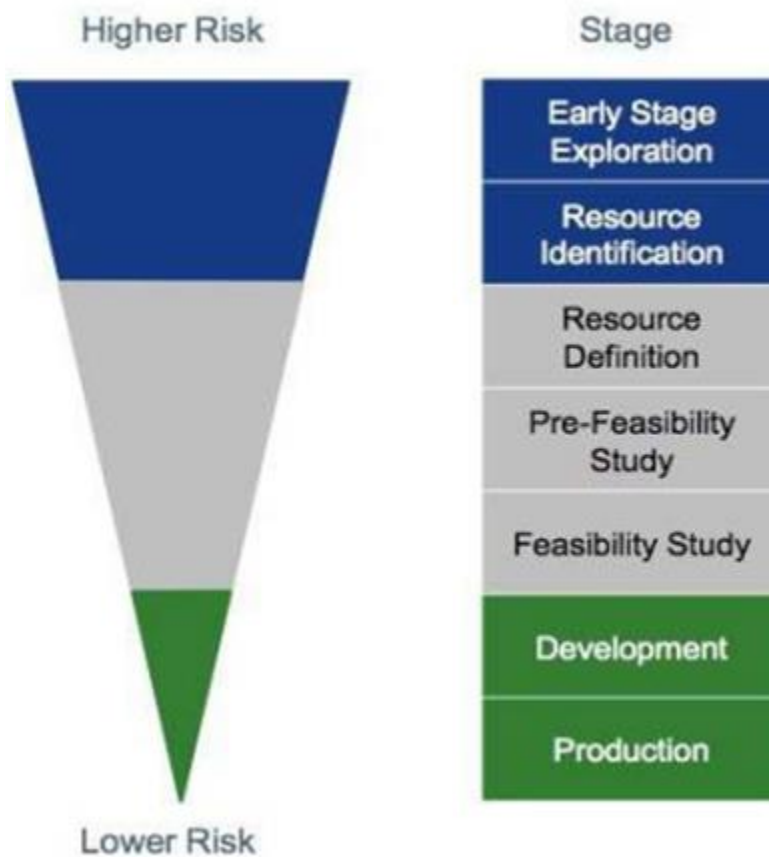 Higher Risk
Stage
Early Stage
Exploration
Resource
Identification
Resource
Definition
Pre-Feasibility
Study
Feasibility Study
Development
Production
Lower Risk